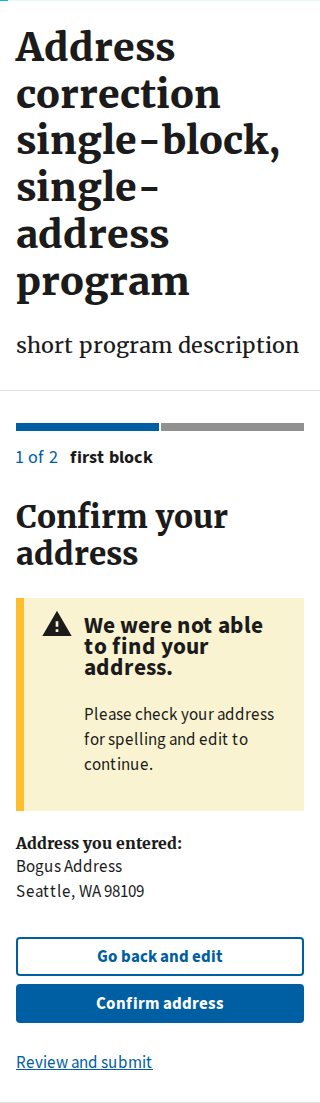 Address
correction
single-block,
single-
address
program
short program description
1 of 2 first block
Confirm your
address
We were not able
to find your
address.
Please check your address
for spelling and edit to
continue.
Address you entered:
Bogus Address
Seattle, WA 98109
Go back and edit
Confirm address
Review and submit